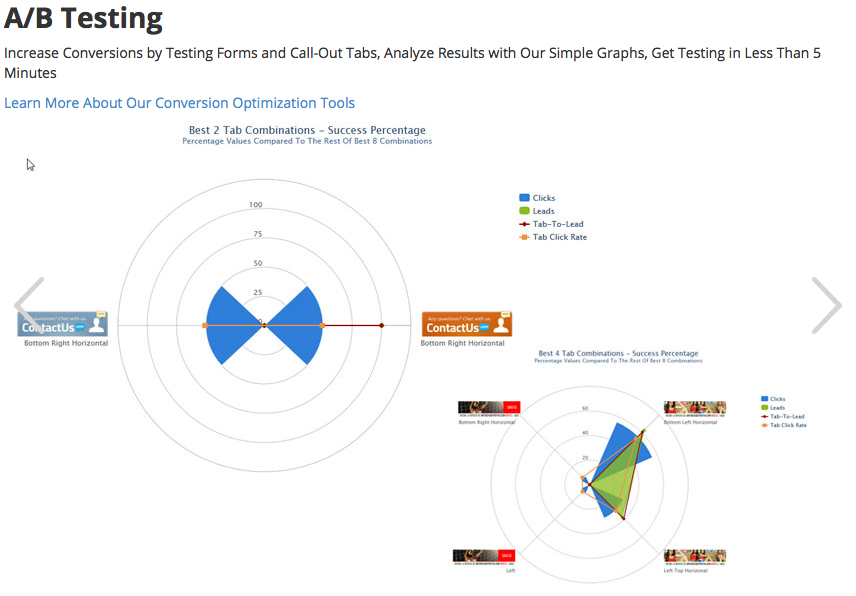 A/B Testing
Increase Conversions by Testing Forms and Call-Out Tabs, Analyze Results with Our Simple Graphs, Get Testing in Less Than 5
Minutes
Learn More About Our Conversion Optimization Tools
Best 2 Tab Combinations – Success Percentage
Percentage Values Compared To The Rest Of Best 8 Combinations
100
75
50
25
0
Clicks
Leads
Tab-To-Lead
Tab Click Rate
Any questions? Chat with us
ContactUs
Bottom Right Horizontal
Any questions? Chat with us
ContactUs
Bottom Right Horizontal
Best 4 Tab Combinations – Success Percentage
Percentage Values Compared To The Rest Of Best 8 Combinations
60
40
20
Clicks
Leads
Tab-To-Lead
Tab Click Rate
Bottom Right Horizontal
Bottom Left Horizontal
Left
Left Top Horizonal